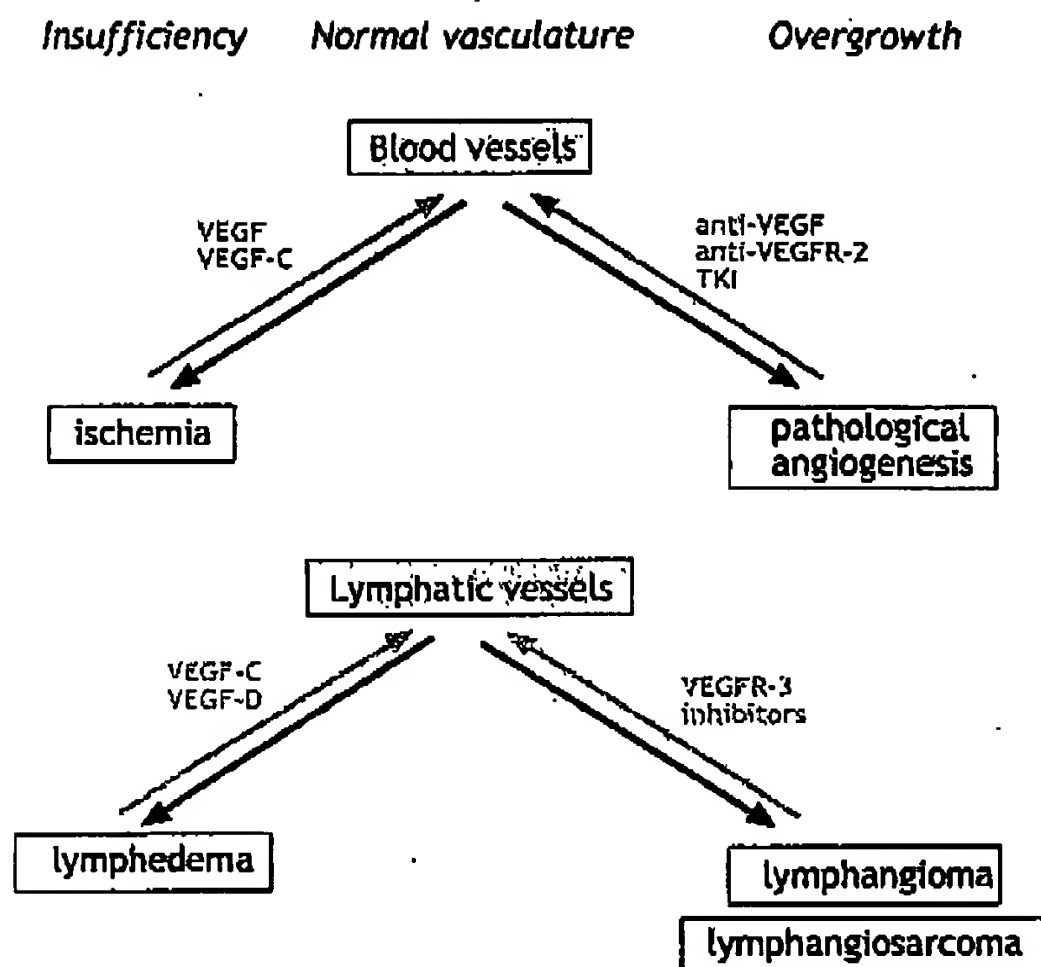 Insufficiency Normal vasculature Overgrowth
Blood vessels
VEGF
VEGF-C
anti-VEGF
anti-VEGFR-2
TKI
ischemia
pathological
angiogenesis
Lymphatic vessels
VEGF-C
VEGF-D
VEGFR-3
inhibitors
lymphedema
lymphangioma
lymphangiosarcoma